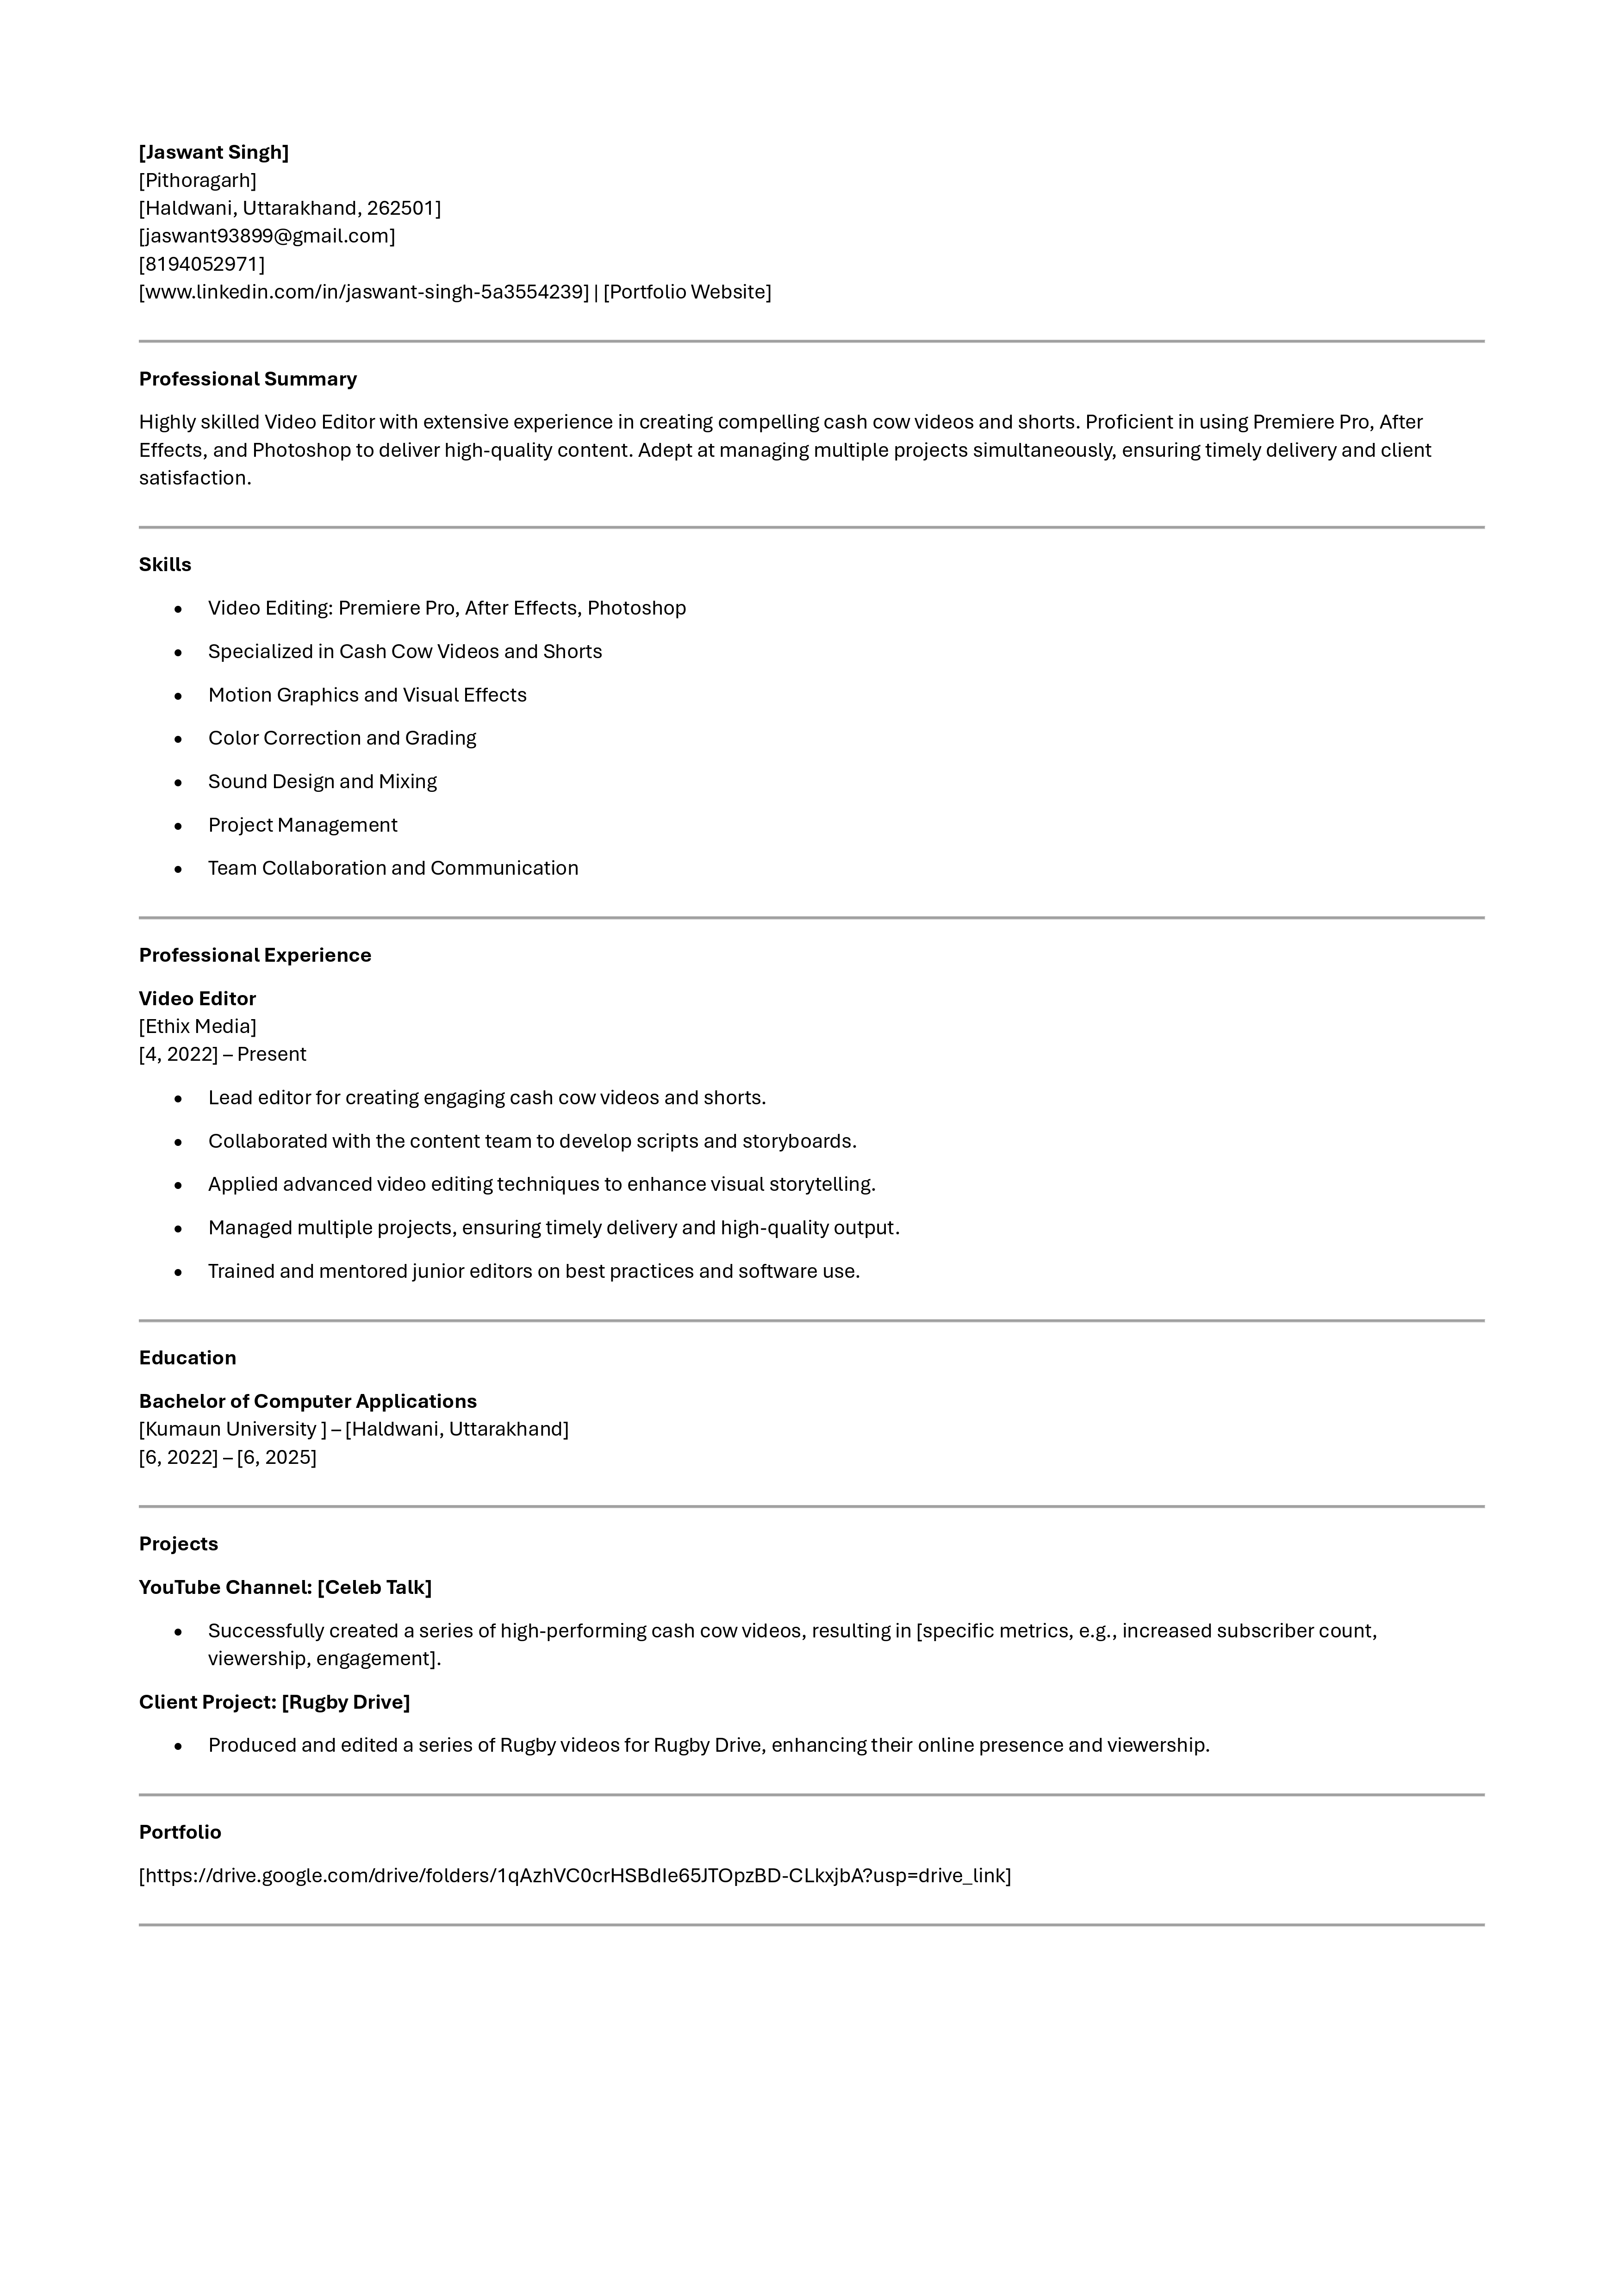 [Jaswant Singh]
[Pithoragarh]
[Haldwani, Uttarakhand, 262501]
[jaswant93899@gmail.com]
[8194052971]
[www.linkedin.com/in/jaswant-singh-5a3554239] | [Portfolio Website]
Professional Summary
Highly skilled Video Editor with extensive experience in creating compelling cash cow videos and shorts. Proficient in using Premiere Pro, After
Effects, and Photoshop to deliver high-quality content. Adept at managing multiple projects simultaneously, ensuring timely delivery and client
satisfaction.
Skills
• Video Editing: Premiere Pro, After Effects, Photoshop
• Specialized in Cash Cow Videos and Shorts
• Motion Graphics and Visual Effects
• Color Correction and Grading
• Sound Design and Mixing
• Project Management
• Team Collaboration and Communication
Professional Experience
Video Editor
[Ethix Media]
[4, 2022] – Present
• Lead editor for creating engaging cash cow videos and shorts.
• Collaborated with the content team to develop scripts and storyboards.
• Applied advanced video editing techniques to enhance visual storytelling.
• Managed multiple projects, ensuring timely delivery and high-quality output.
• Trained and mentored junior editors on best practices and software use.
Education
Bachelor of Computer Applications
[Kumaun University ] – [Haldwani, Uttarakhand]
[6, 2022] – [6, 2025]
Projects
YouTube Channel: [Celeb Talk]
• Successfully created a series of high-performing cash cow videos, resulting in [specific metrics, e.g., increased subscriber count,
viewership, engagement].
Client Project: [Rugby Drive]
• Produced and edited a series of Rugby videos for Rugby Drive, enhancing their online presence and viewership.
Portfolio
[https://drive.google.com/drive/folders/1qAzhVC0crHSBdIe65JTOpzBD-CLkxjbA?usp=drive_link]